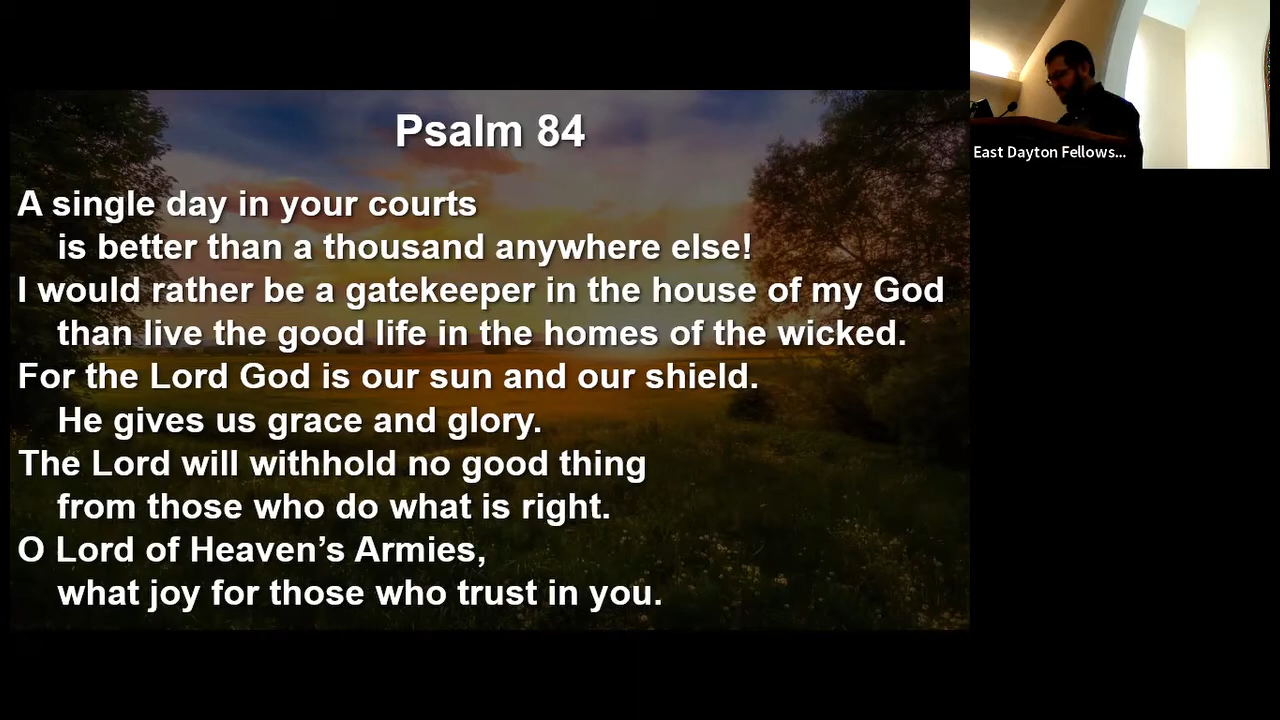 Psalm 84
A single day in your courts
is better than a thousand anywhere else!
I would rather be a gatekeeper in the house of my God
than live the good life in the homes of the wicked.
For the Lord God is our sun and our shield.
He gives us grace and glory.
The Lord will withhold no good thing
from those who do what is right.
O Lord of Heaven’s Armies,
what joy for those who trust in you.
East Dayton Fellows...